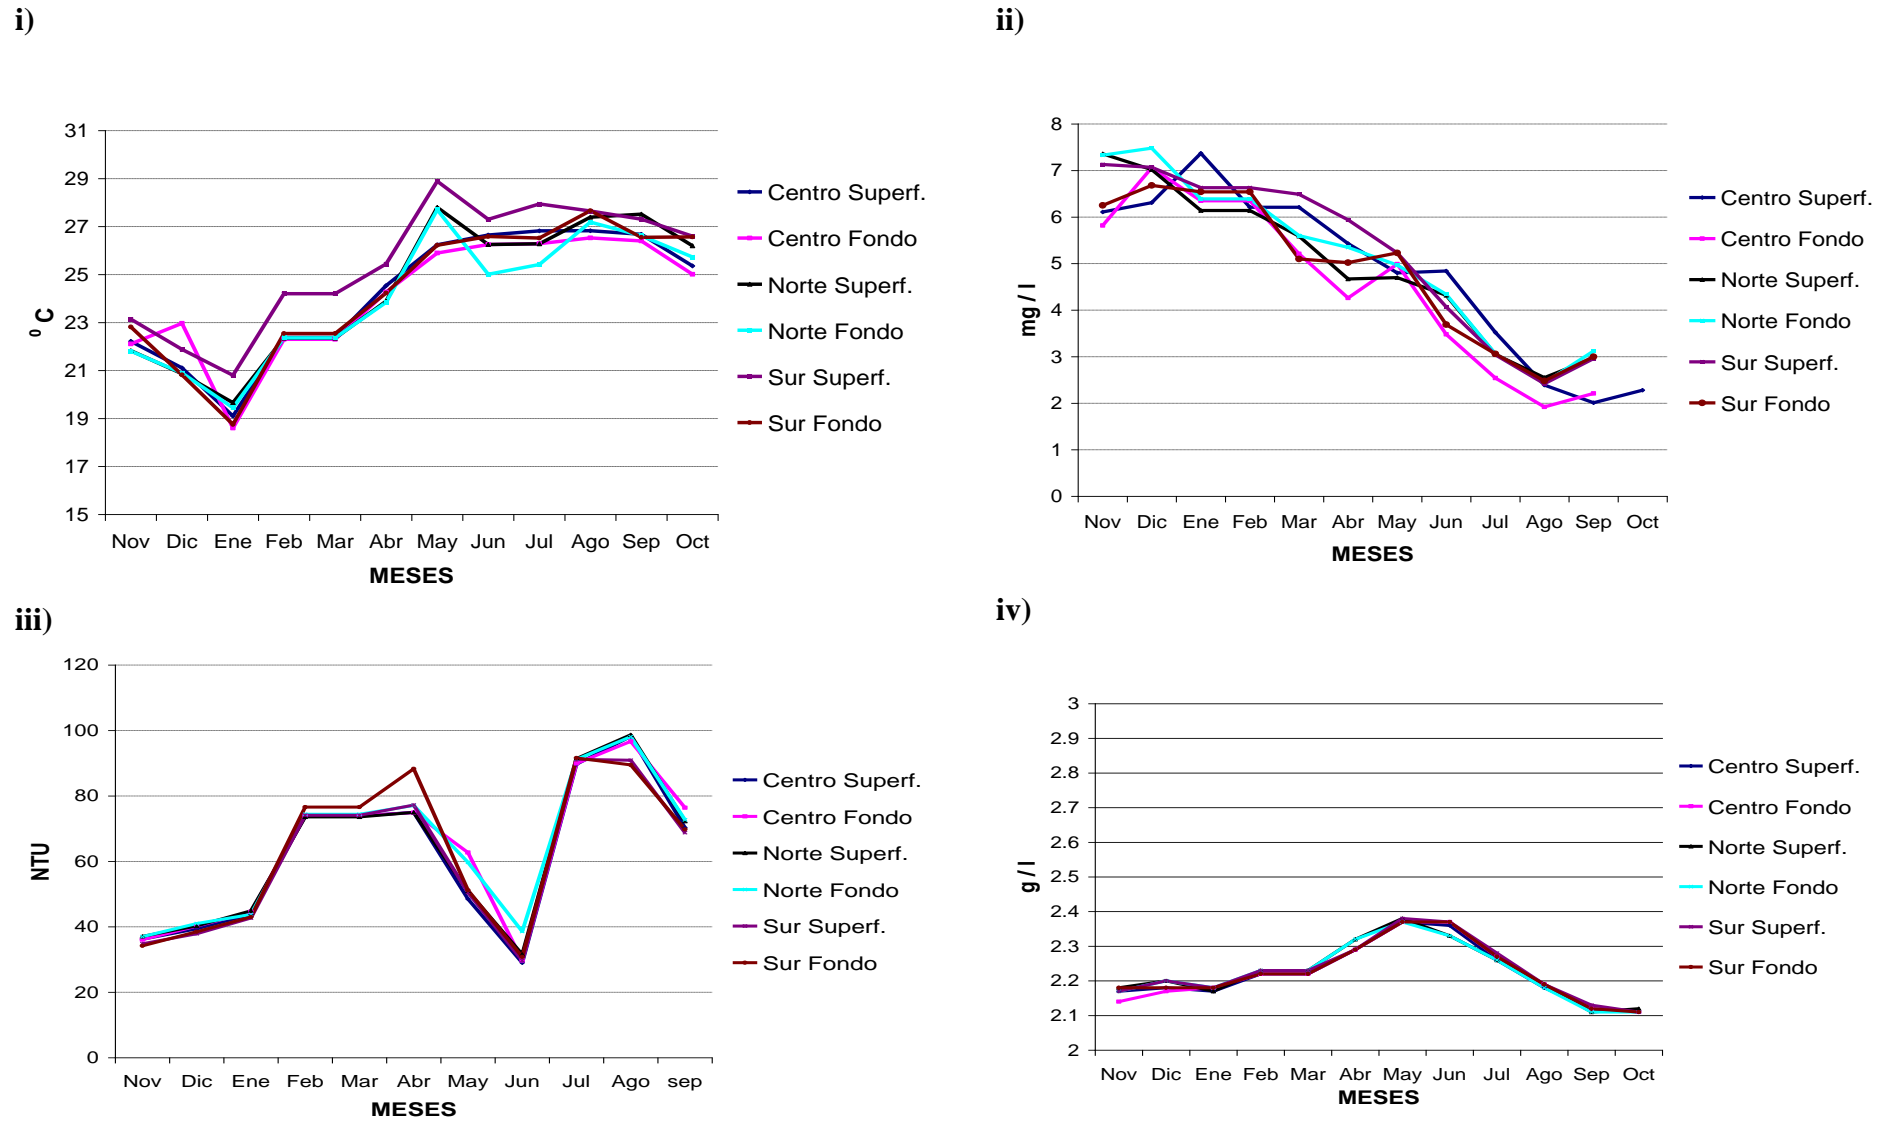 i)
31
29
27
25
23
21
19
17
15
⁰ C
Nov Dic Ene Feb Mar Abr May Jun Jul Ago Sep Oct
MESES
Centro Superf.
Centro Fondo
Norte Superf.
Norte Fondo
Sur Superf.
Sur Fondo
ii)
8
7
6
5
4
3
2
1
0
mg / l
Nov Dic Ene Feb Mar Abr May Jun Jul Ago Sep Oct
MESES
Centro Superf.
Centro Fondo
Norte Superf.
Norte Fondo
Sur Superf.
Sur Fondo
iii)
120
100
80
60
40
20
0
NTU
Nov Dic Ene Feb Mar Abr May Jun Jul Ago sep
MESES
Centro Superf.
Centro Fondo
Norte Superf.
Norte Fondo
Sur Superf.
Sur Fondo
iv)
3
2.9
2.8
2.7
2.6
2.5
2.4
2.3
2.2
2.1
2
g / l
Nov Dic Ene Feb Mar Abr May Jun Jul Ago Sep Oct
MESES
Centro Superf.
Centro Fondo
Norte Superf.
Norte Fondo
Sur Superf.
Sur Fondo